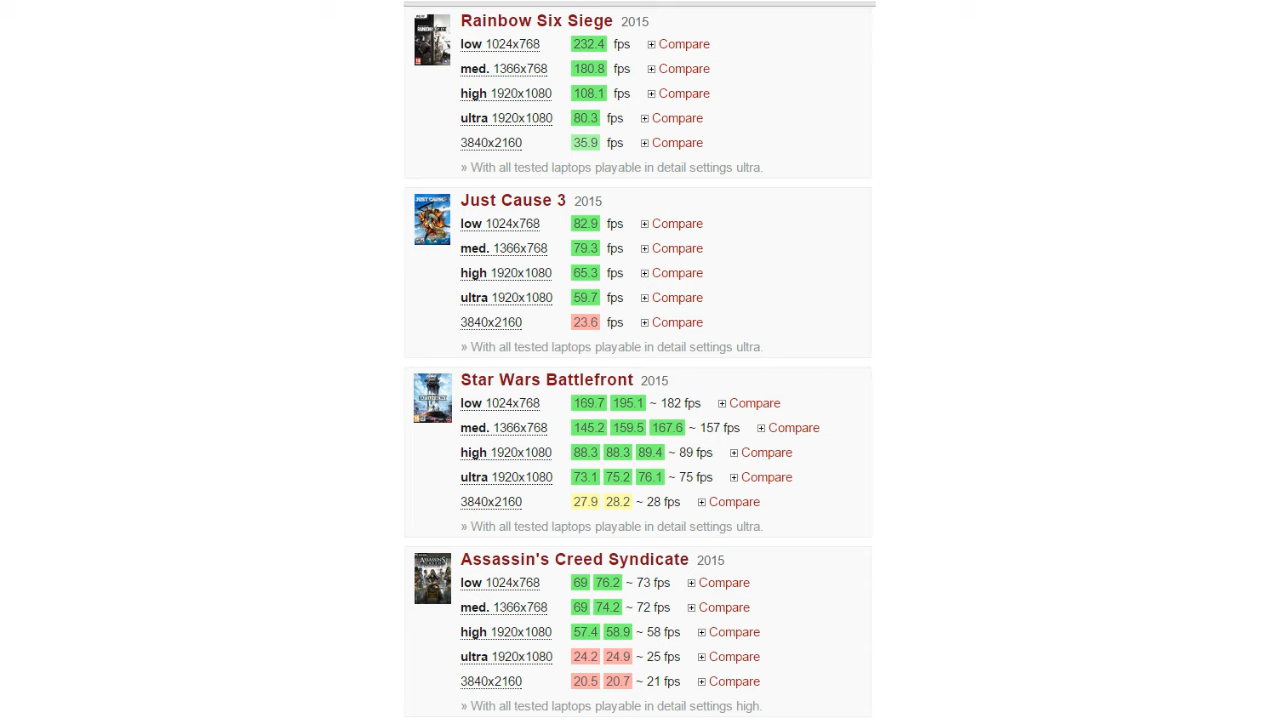 Rainbow Six Siege 2015
low 1024x768 232.4 fps Compare
med. 1366x768 180.8 fps Compare
high 1920x1080 108.1 fps Compare
ultra 1920x1080 80.3 fps Compare
3840x2160 35.9 fps Compare
» With all tested laptops playable in detail settings ultra.
JUST CAUSE
Just Cause 3 2015
low 1024x768 82.9 fps Compare
med. 1366x768 79.3 fps Compare
high 1920x1080 65.3 fps Compare
ultra 1920x1080 59.7 fps Compare
3840x2160 23.6 fps Compare
» With all tested laptops playable in detail settings ultra.
Star Wars Battlefront 2015
low 1024x768 169.7 195.1 ~ 182 fps Compare
med. 1366x768 145.2 159.5 167.6 ~ 157 fps Compare
high 1920x1080 88.3 88.3 89.4 ~ 89 fps Compare
ultra 1920x1080 73.1 75.2 76.1 ~ 75 fps Compare
3840x2160 27.9 28.2 ~ 28 fps Compare
» With all tested laptops playable in detail settings ultra.
Assassin's Creed Syndicate 2015
low 1024x768 69 76.2 ~ 73 fps Compare
med. 1366x768 69 74.2 ~ 72 fps Compare
high 1920x1080 57.4 58.9 ~ 58 fps Compare
ultra 1920x1080 24.2 24.9 ~ 25 fps Compare
3840x2160 20.5 20.7 ~ 21 fps Compare
» With all tested laptops playable in detail settings high.